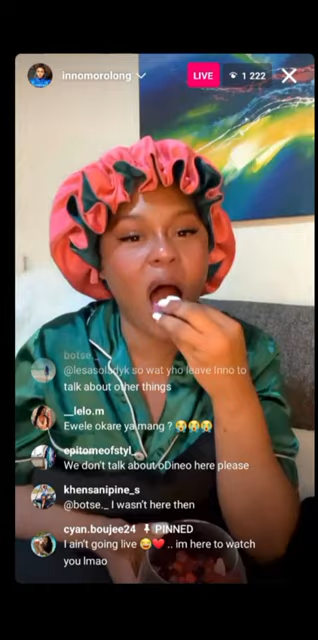 innomorolong
LIVE
1 222
botse._
@lesasoladyk so wat yho leave Inno to
talk about other things
__lelo.m
Ewele okare ya mang ? 😭😭😭
epitomeofstyl_
We don't talk about oDineo here please
khensanipine_s
@botse._ I wasn't here then
cyan.boujee24 📌 PINNED
I ain't going live 😂❤️ .. im here to watch
you lmao